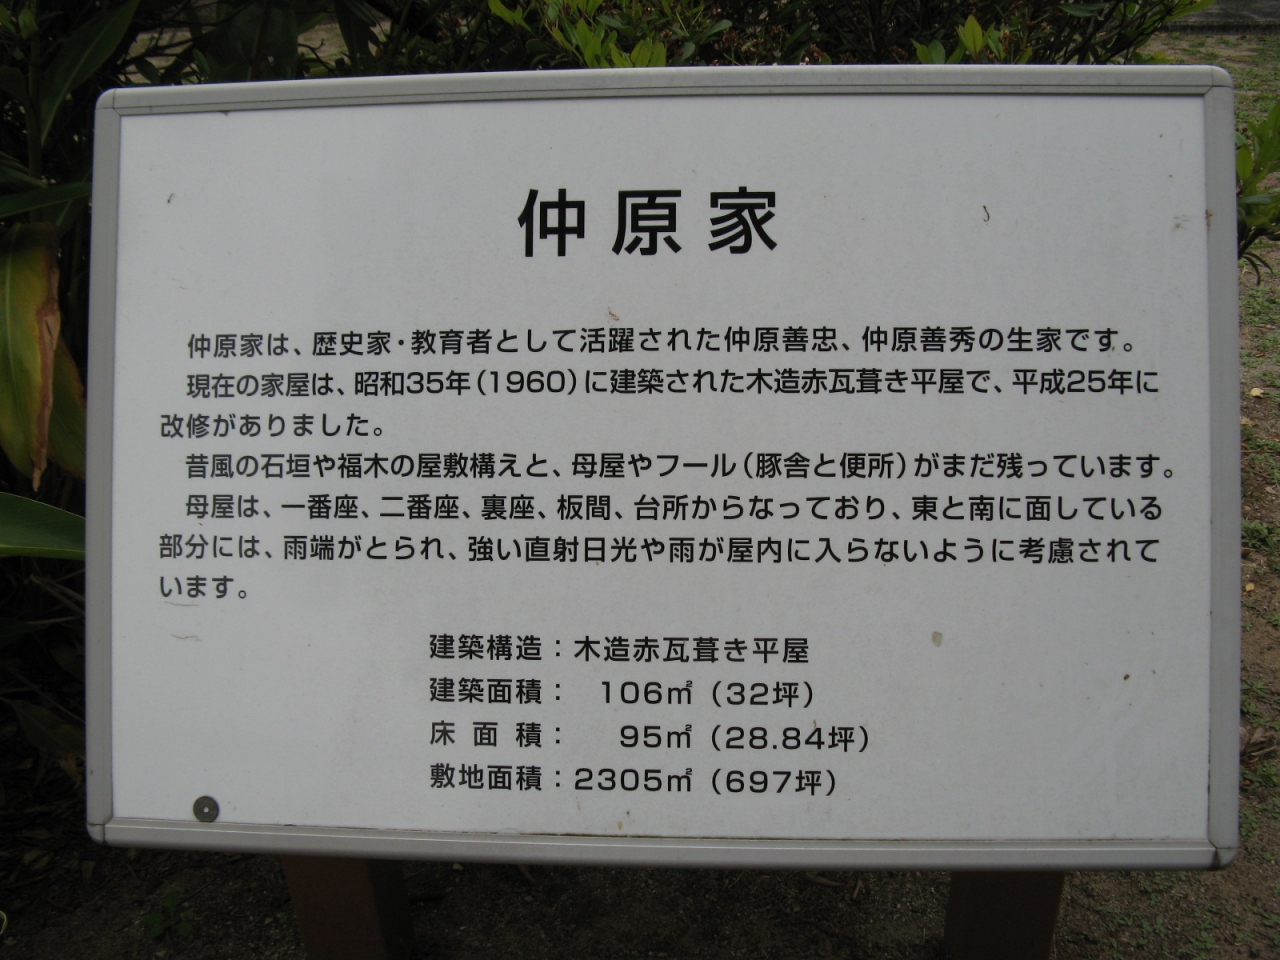 仲原家
仲原家は、歴史家・教育者として活躍された仲原善忠、仲原善秀の生家です。
現在の家屋は、昭和35年(1960)に建築された木造赤瓦葺き平屋で、平成25年に
改修がありました。
昔風の石垣や福木の屋敷構えと、母屋やフール(豚舎と便所)がまだ残っています。
母屋は、一番座、二番座、裏座、板間、台所からなっており、東と南に面している
部分には、雨端がとられ、強い直射日光や雨が屋内に入らないように考慮されて
います。
建築構造：木造赤瓦葺き平屋
建築面積： 106㎡(32坪)
床面積： 95㎡(28.84坪)
敷地面積：2305㎡(697坪)